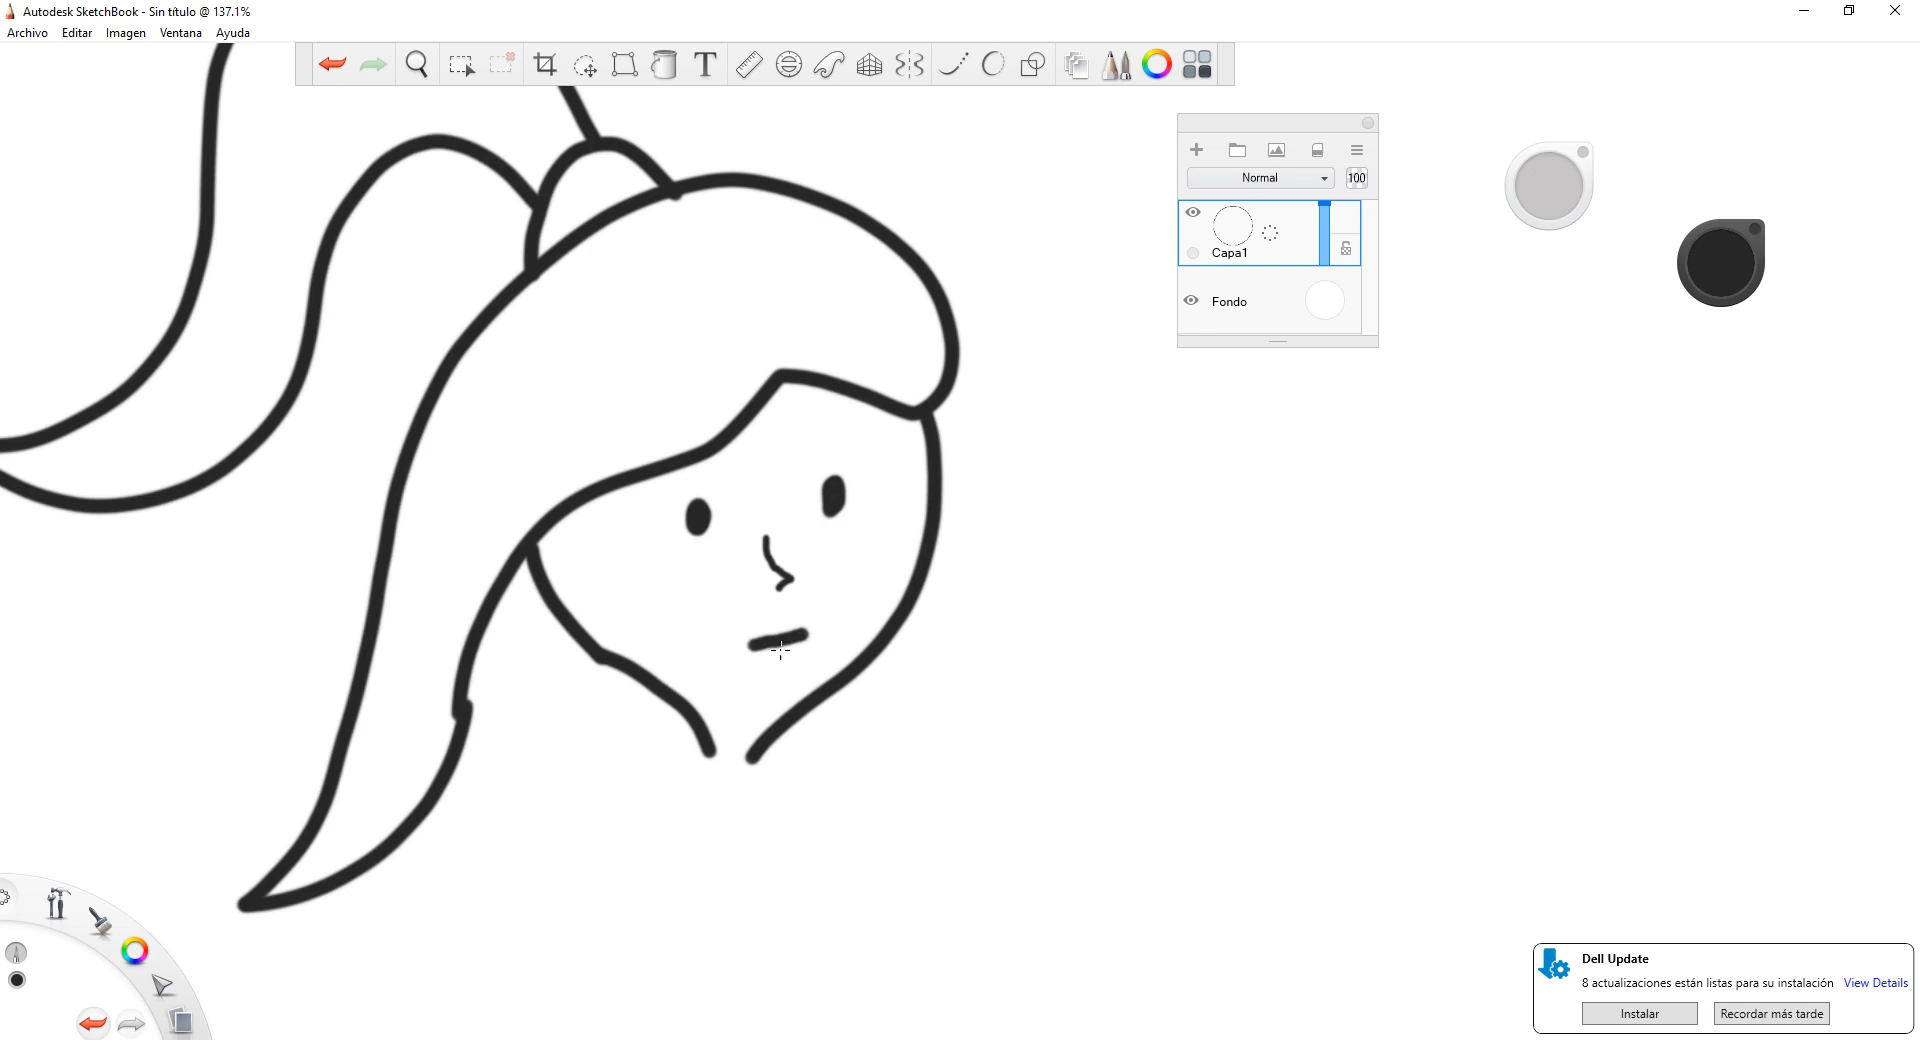 Autodesk SketchBook - Sin título @ 137.1%
Archivo Editar Imagen Ventana Ayuda
T
Normal 100
Capa1
Fondo
Dell Update
8 actualizaciones están listas para su instalación View Details
Instalar Recordar más tarde